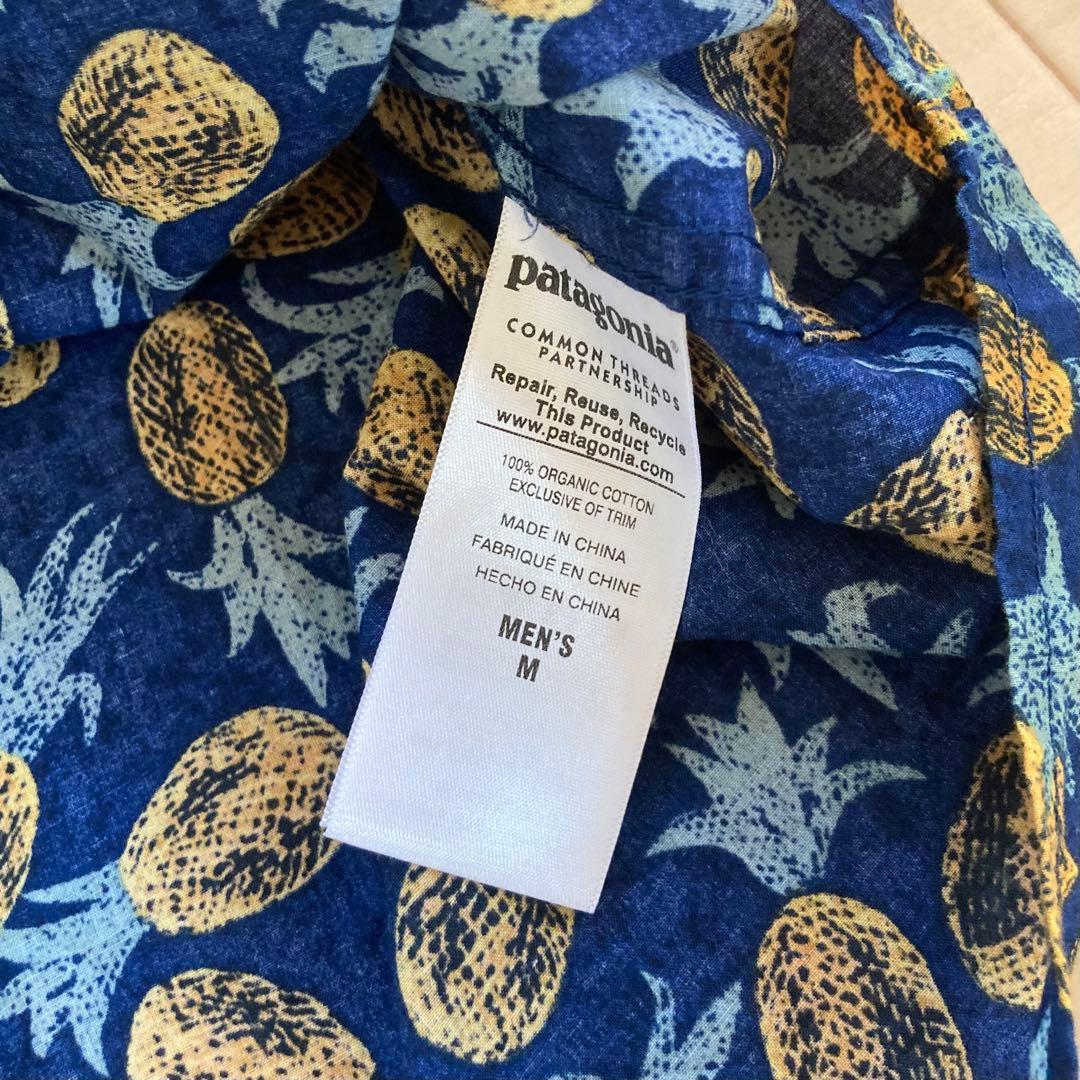 patagonia®
COMMON THREADS
PARTNERSHIP
Repair, Reuse, Recycle
This Product
www.patagonia.com
100% ORGANIC COTTON
EXCLUSIVE OF TRIM
MADE IN CHINA
FABRIQUÉ EN CHINE
HECHO EN CHINA
MEN'S
M